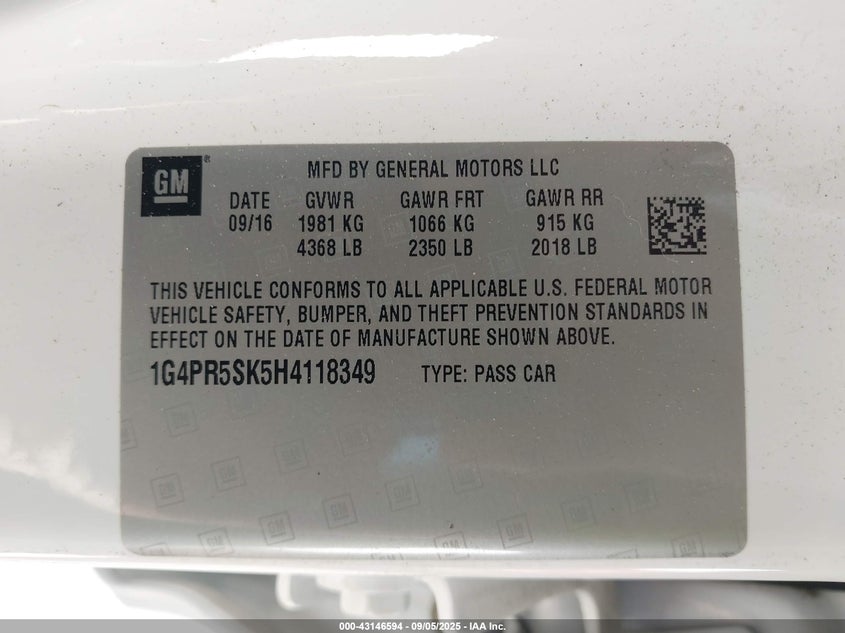 GM ®
MFD BY GENERAL MOTORS LLC
DATE GVWR GAWR FRT GAWR RR
09/16 1981 KG 1066 KG 915 KG
4368 LB 2350 LB 2018 LB
THIS VEHICLE CONFORMS TO ALL APPLICABLE U.S. FEDERAL MOTOR
VEHICLE SAFETY, BUMPER, AND THEFT PREVENTION STANDARDS IN
EFFECT ON THE DATE OF MANUFACTURE SHOWN ABOVE.
1G4PR5SK5H4118349 TYPE: PASS CAR
000-43146594 - 09/05/2025 - IAA Inc.